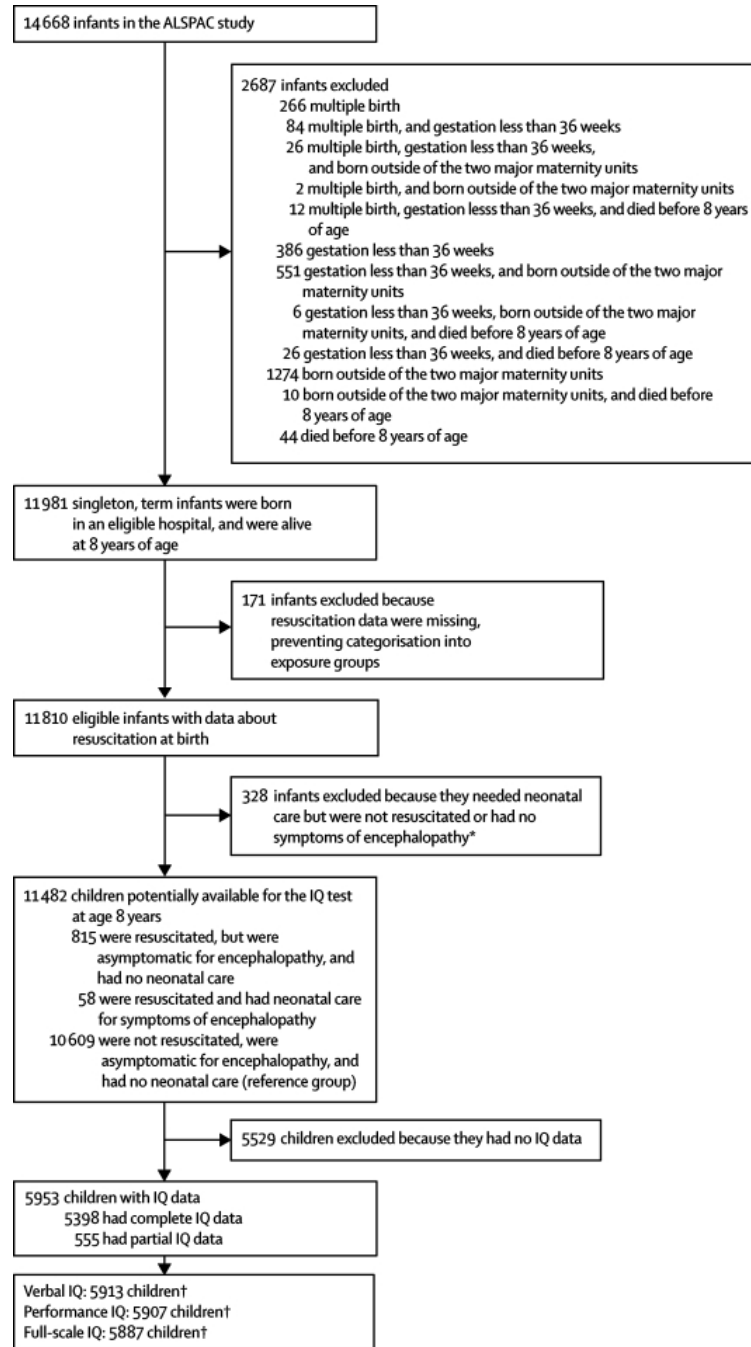 14 668 infants in the ALSPAC study
2687 infants excluded
266 multiple birth
84 multiple birth, and gestation less than 36 weeks
26 multiple birth, gestation less than 36 weeks,
and born outside of the two major maternity units
2 multiple birth, and born outside of the two major maternity units
12 multiple birth, gestation lesss than 36 weeks, and died before 8 years
of age
386 gestation less than 36 weeks
551 gestation less than 36 weeks, and born outside of the two major
maternity units
6 gestation less than 36 weeks, born outside of the two major
maternity units, and died before 8 years of age
26 gestation less than 36 weeks, and died before 8 years of age
1274 born outside of the two major maternity units
10 born outside of the two major maternity units, and died before
8 years of age
44 died before 8 years of age
11 981 singleton, term infants were born
in an eligible hospital, and were alive
at 8 years of age
171 infants excluded because
resuscitation data were missing,
preventing categorisation into
exposure groups
11 810 eligible infants with data about
resuscitation at birth
328 infants excluded because they needed neonatal
care but were not resuscitated or had no
symptoms of encephalopathy*
11 482 children potentially available for the IQ test
at age 8 years
815 were resuscitated, but were
asymptomatic for encephalopathy, and
had no neonatal care
58 were resuscitated and had neonatal care
for symptoms of encephalopathy
10 609 were not resuscitated, were
asymptomatic for encephalopathy, and
had no neonatal care (reference group)
5529 children excluded because they had no IQ data
5953 children with IQ data
5398 had complete IQ data
555 had partial IQ data
Verbal IQ: 5913 children†
Performance IQ: 5907 children†
Full-scale IQ: 5887 children†